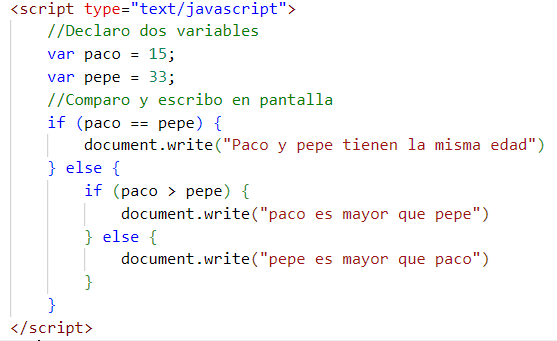 <script type="text/javascript">
    //Declaro dos variables
    var paco = 15;
    var pepe = 33;
    //Comparo y escribo en pantalla
    if (paco == pepe) {
        document.write("Paco y pepe tienen la misma edad")
    } else {
        if (paco > pepe) {
            document.write("paco es mayor que pepe")
        } else {
            document.write("pepe es mayor que paco")
        }
    }
</script>